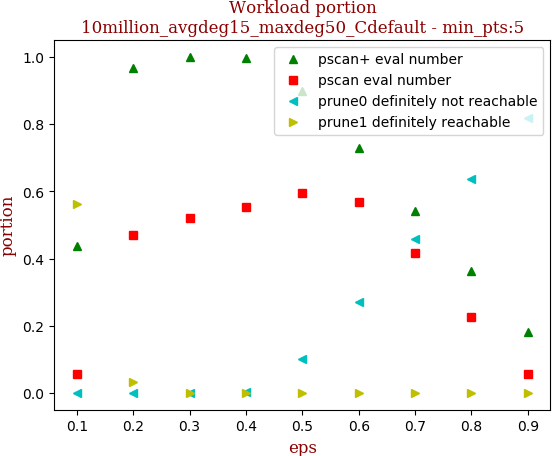 Workload portion
10million_avgdeg15_maxdeg50_Cdefault - min_pts:5
pscan+ eval number
pscan eval number
prune0 definitely not reachable
prune1 definitely reachable
portion
1.0
0.8
0.6
0.4
0.2
0.0
0.1 0.2 0.3 0.4 0.5 0.6 0.7 0.8 0.9
eps